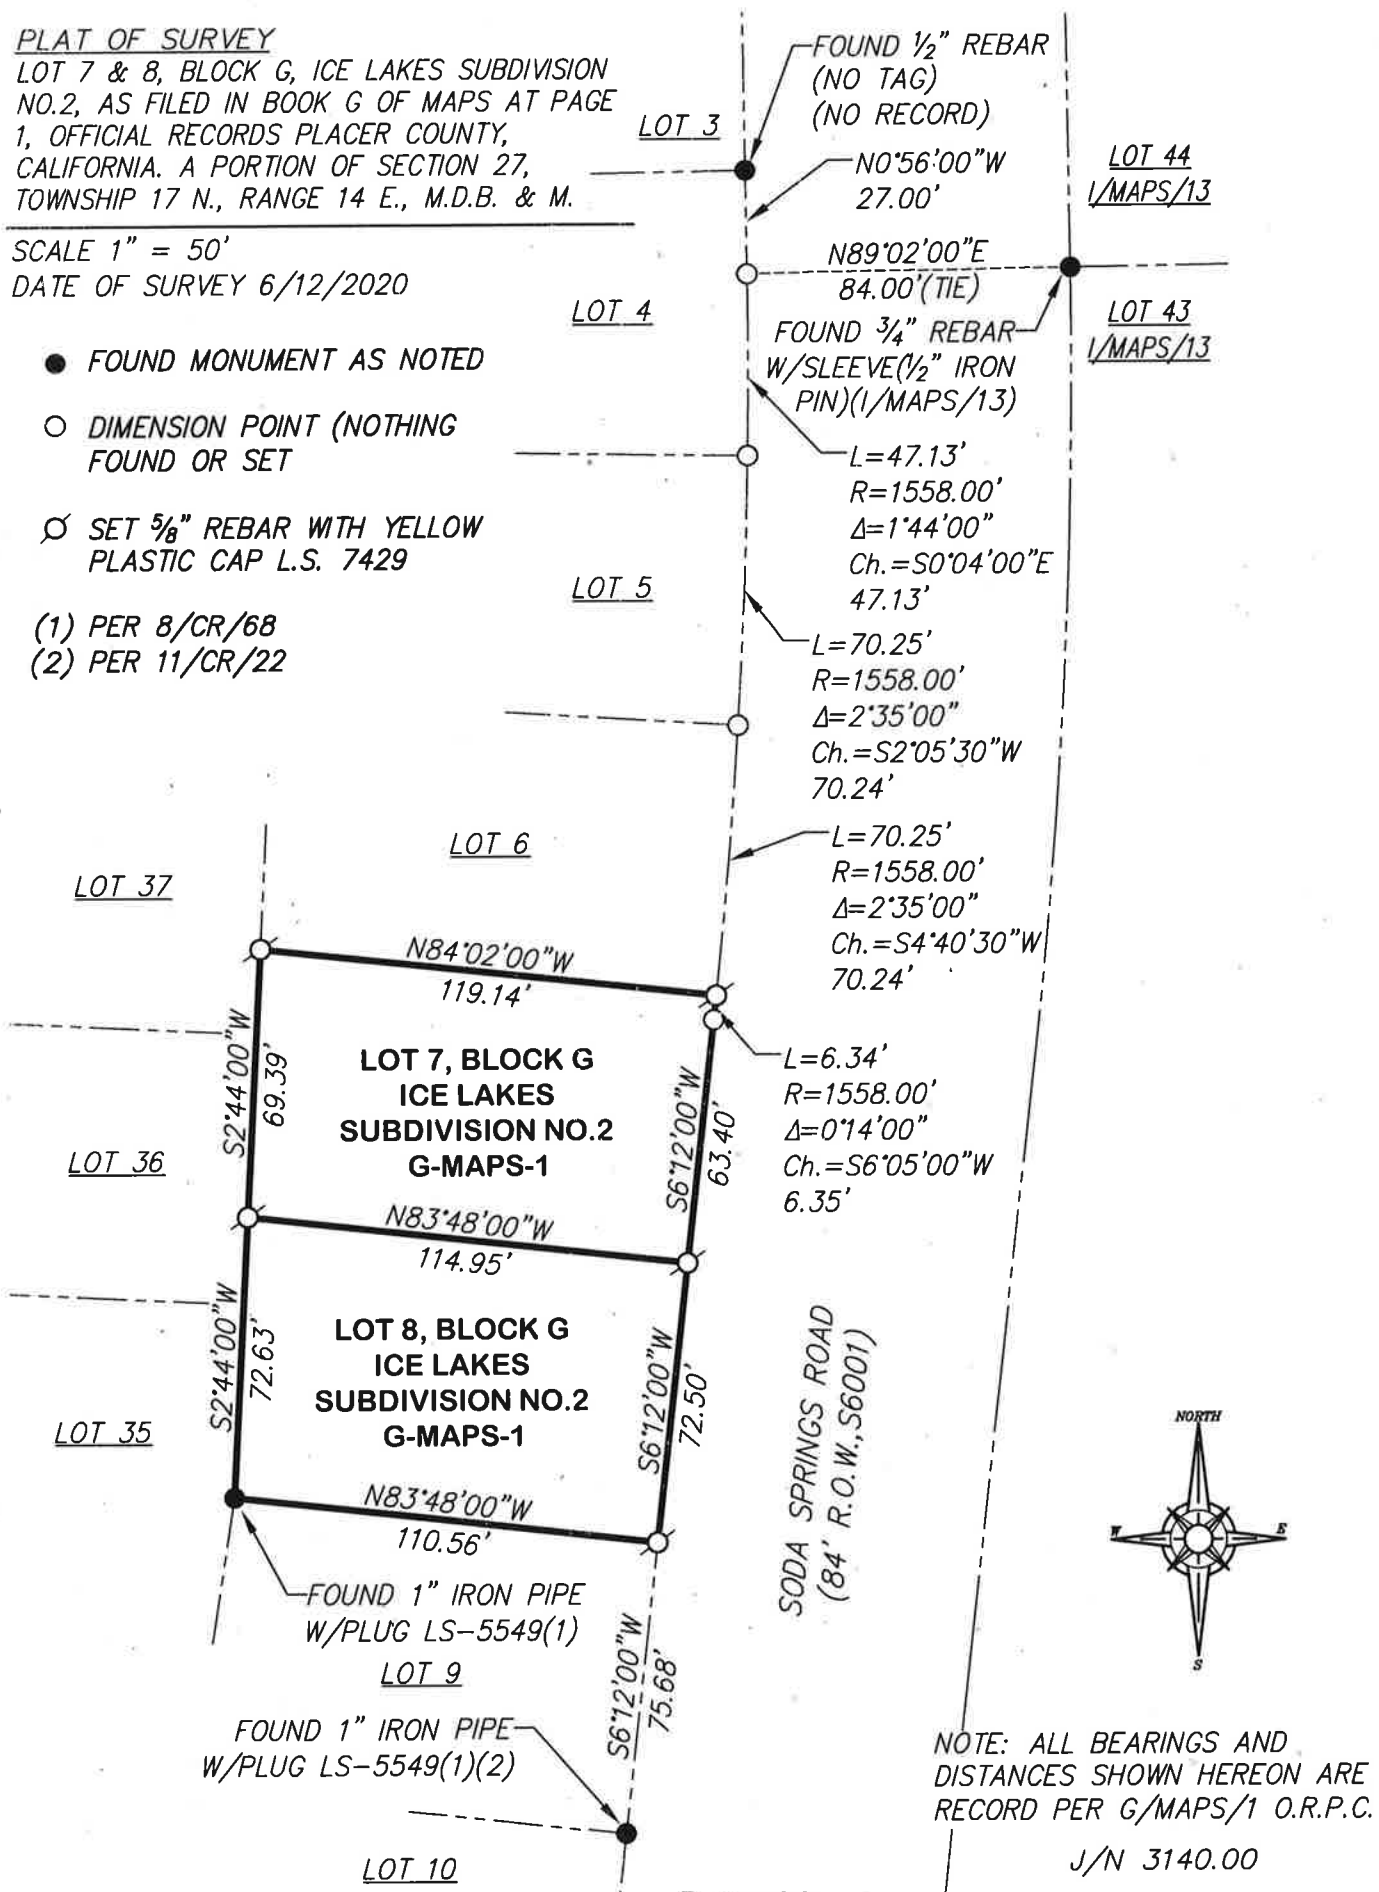 PLAT OF SURVEY
LOT 7 & 8, BLOCK G, ICE LAKES SUBDIVISION
NO.2, AS FILED IN BOOK G OF MAPS AT PAGE
1, OFFICIAL RECORDS PLACER COUNTY,
CALIFORNIA. A PORTION OF SECTION 27,
TOWNSHIP 17 N., RANGE 14 E., M.D.B. & M.
SCALE 1" = 50'
DATE OF SURVEY 6/12/2020
FOUND MONUMENT AS NOTED
DIMENSION POINT (NOTHING
FOUND OR SET
SET 5/8" REBAR WITH YELLOW
PLASTIC CAP L.S. 7429
(1) PER 8/CR/68
(2) PER 11/CR/22
LOT 3
FOUND 1/2" REBAR
(NO TAG)
(NO RECORD)
N0°56'00"W
27.00'
LOT 44
I/MAPS/13
N89°02'00"E
84.00'(TIE)
LOT 4
FOUND 3/4" REBAR
W/SLEEVE(1/2" IRON
PIN)(I/MAPS/13)
LOT 43
I/MAPS/13
L=47.13'
R=1558.00'
Δ=1°44'00"
Ch.=S0°04'00"E
47.13'
LOT 5
L=70.25'
R=1558.00'
Δ=2°35'00"
Ch.=S2°05'30"W
70.24'
LOT 6
L=70.25'
R=1558.00'
Δ=2°35'00"
Ch.=S4°40'30"W
70.24'
LOT 37
N84°02'00"W
119.14'
S2°44'00"W
69.39'
LOT 7, BLOCK G
ICE LAKES
SUBDIVISION NO.2
G-MAPS-1
S6°12'00"W
63.40'
L=6.34'
R=1558.00'
Δ=0°14'00"
Ch.=S6°05'00"W
6.35'
LOT 36
N83°48'00"W
114.95'
S2°44'00"W
72.63'
LOT 8, BLOCK G
ICE LAKES
SUBDIVISION NO.2
G-MAPS-1
S6°12'00"W
72.50'
LOT 35
N83°48'00"W
110.56'
SODA SPRINGS ROAD
(84' R.O.W.,S6001)
NORTH
W
E
S
FOUND 1" IRON PIPE
W/PLUG LS-5549(1)
LOT 9
S6°12'00"W
75.68'
FOUND 1" IRON PIPE
W/PLUG LS-5549(1)(2)
LOT 10
NOTE: ALL BEARINGS AND
DISTANCES SHOWN HEREON ARE
RECORD PER G/MAPS/1 O.R.P.C.
J/N 3140.00